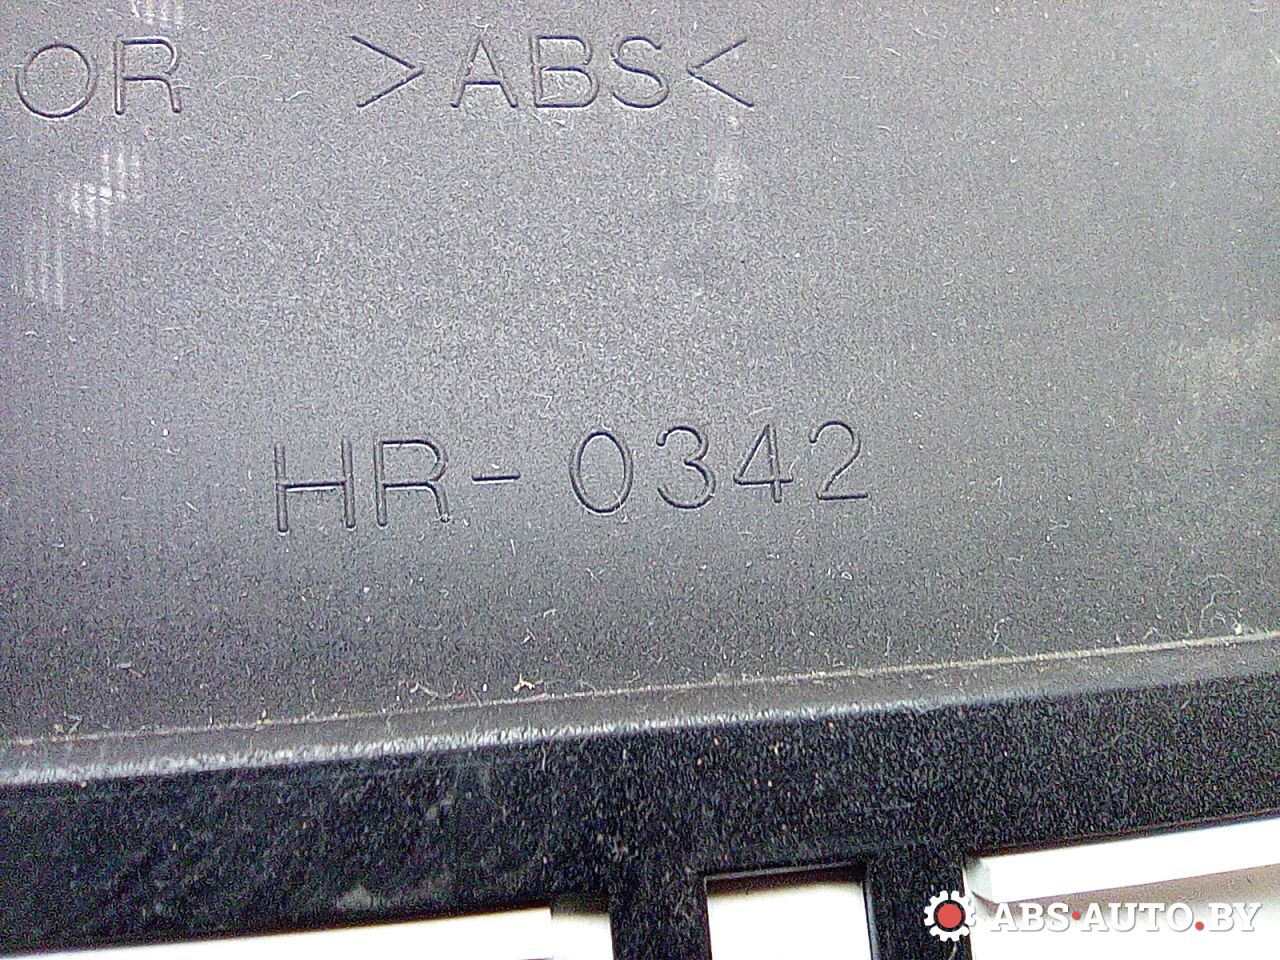 OR >ABS<
HR-0342
ABS-AUTO.BY